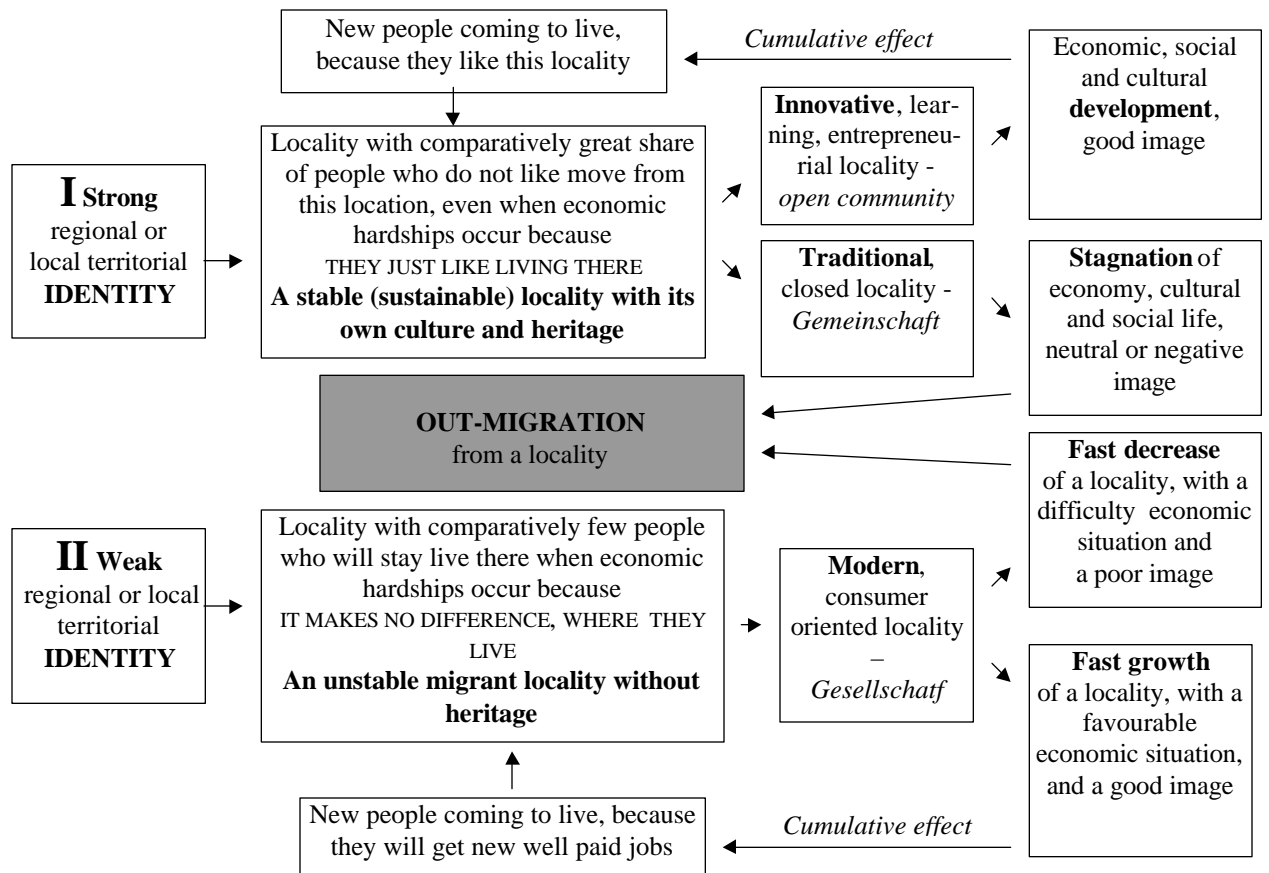 New people coming to live,
because they like this locality
Cumulative effect
Economic, social
and cultural
development,
good image
Innovative, lear-
ning, entrepreneu-
rial locality -
open community
Locality with comparatively great share
of people who do not like move from
this location, even when economic
hardships occur because
THEY JUST LIKE LIVING THERE
A stable (sustainable) locality with its
own culture and heritage
I Strong
regional or
local territorial
IDENTITY
Traditional,
closed locality -
Gemeinschaft
Stagnation of
economy, cultural
and social life,
neutral or negative
image
OUT-MIGRATION
from a locality
Fast decrease
of a locality, with a
difficulty economic
situation and
a poor image
II Weak
regional or local
territorial
IDENTITY
Locality with comparatively few people
who will stay live there when economic
hardships occur because
IT MAKES NO DIFFERENCE, WHERE THEY
LIVE
An unstable migrant locality without
heritage
Modern,
consumer
oriented locality
–
Gesellschatf
Fast growth
of a locality, with a
favourable
economic situation,
and a good image
New people coming to live, because
they will get new well paid jobs
Cumulative effect